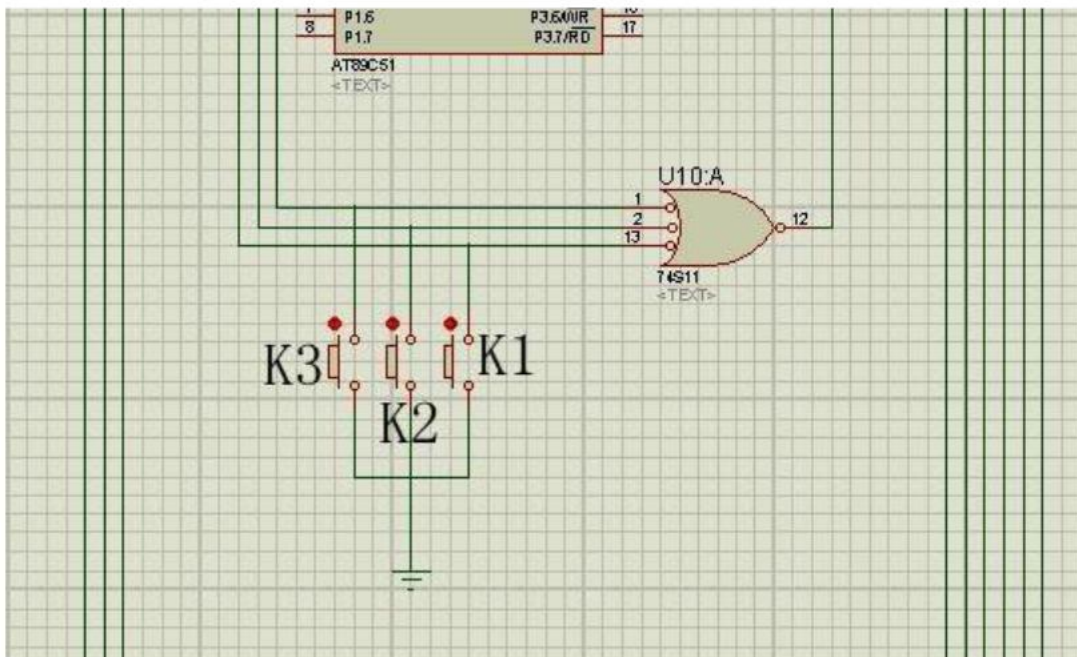 P1.6
P3.6/WR
8
P1.7
P3.7/RD
17
AT89C51
<TEXT>
U10:A
1
2
13
12
74S11
<TEXT>
K3
K1
K2